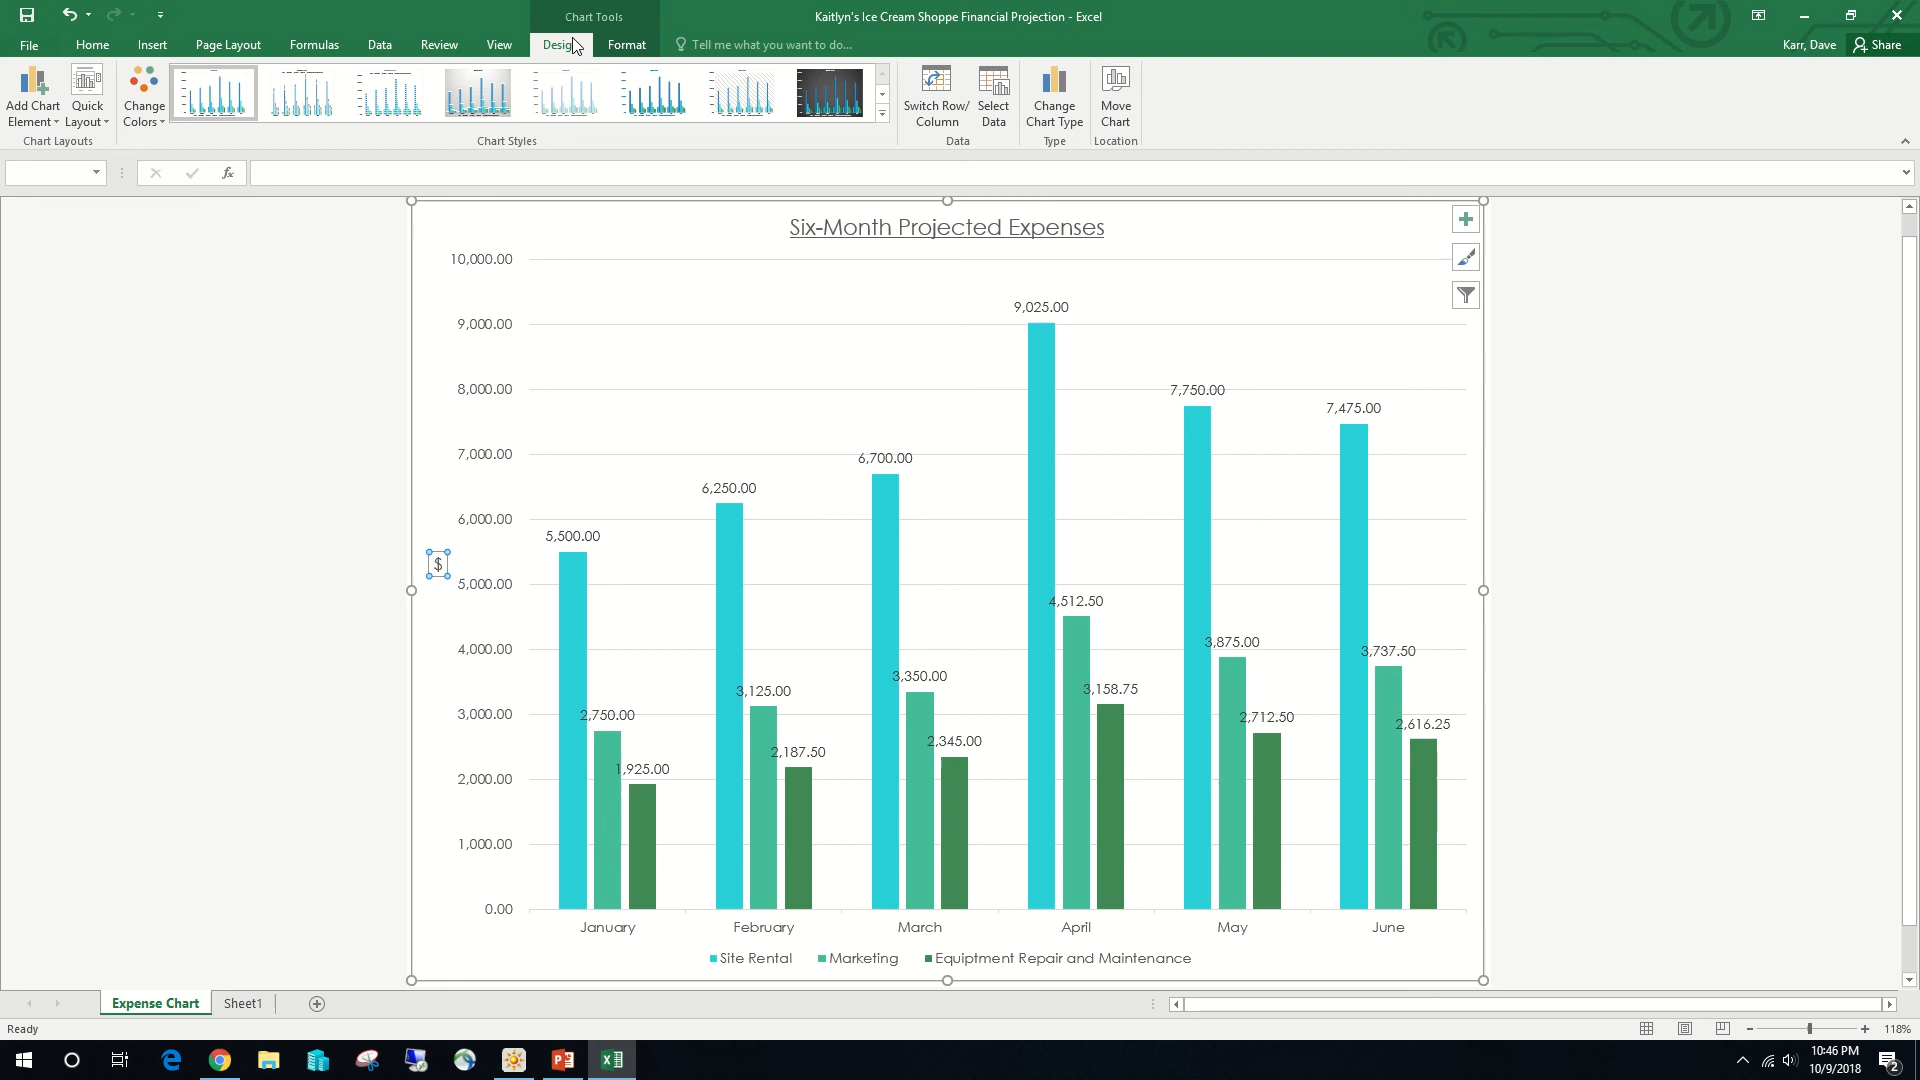 Chart Tools
Kaitlyn's Ice Cream Shoppe Financial Projection - Excel
File Home Insert Page Layout Formulas Data Review View Design Format Tell me what you want to do... Karr, Dave Share
Add Chart Element Quick Layout Change Colors Switch Row/ Column Select Data Change Chart Type Move Chart
Chart Layouts Chart Styles Data Type Location
fx
Six-Month Projected Expenses
10,000.00
9,025.00
9,000.00
8,000.00
7,750.00
7,475.00
7,000.00
6,700.00
6,250.00
6,000.00
5,500.00
$
5,000.00
4,512.50
4,000.00
3,875.00
3,737.50
3,350.00
3,125.00
3,158.75
3,000.00
2,750.00
2,712.50
2,616.25
2,345.00
2,187.50
1,925.00
2,000.00
1,000.00
0.00
January February March April May June
Site Rental Marketing Equiptment Repair and Maintenance
Expense Chart Sheet1
Ready 118%
10:46 PM
10/9/2018
2